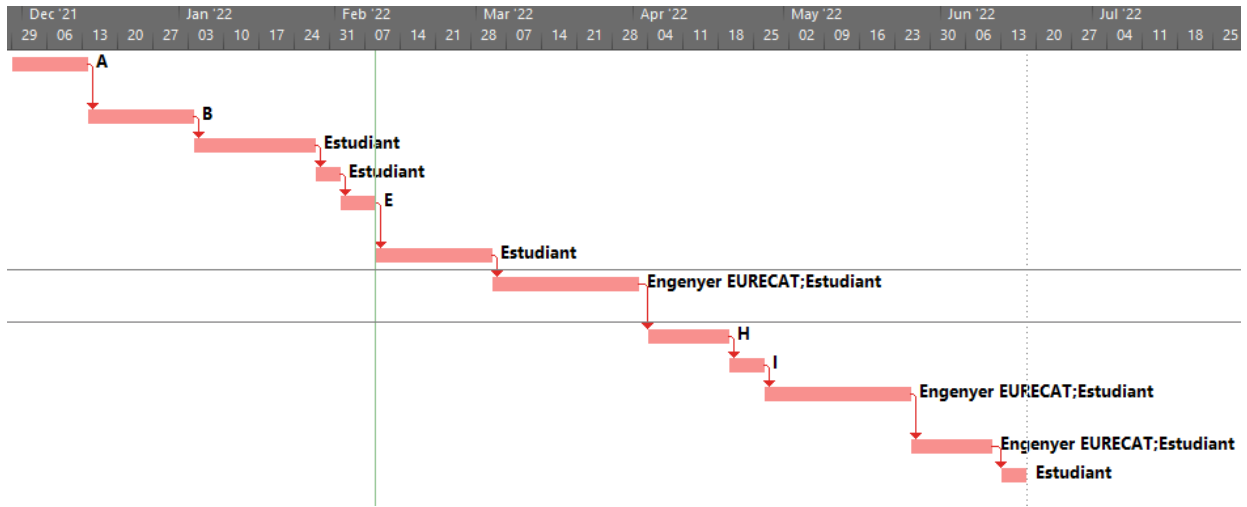 Dec '21 Jan '22 Feb '22 Mar '22 Apr '22 May '22 Jun '22 Jul '22
29 06 13 20 27 03 10 17 24 31 07 14 21 28 07 14 21 28 04 11 18 25 02 09 16 23 30 06 13 20 27 04 11 18 25
A
B
Estudiant
Estudiant
E
Estudiant
Engenyer EURECAT;Estudiant
H
I
Engenyer EURECAT;Estudiant
Engenyer EURECAT;Estudiant
Estudiant